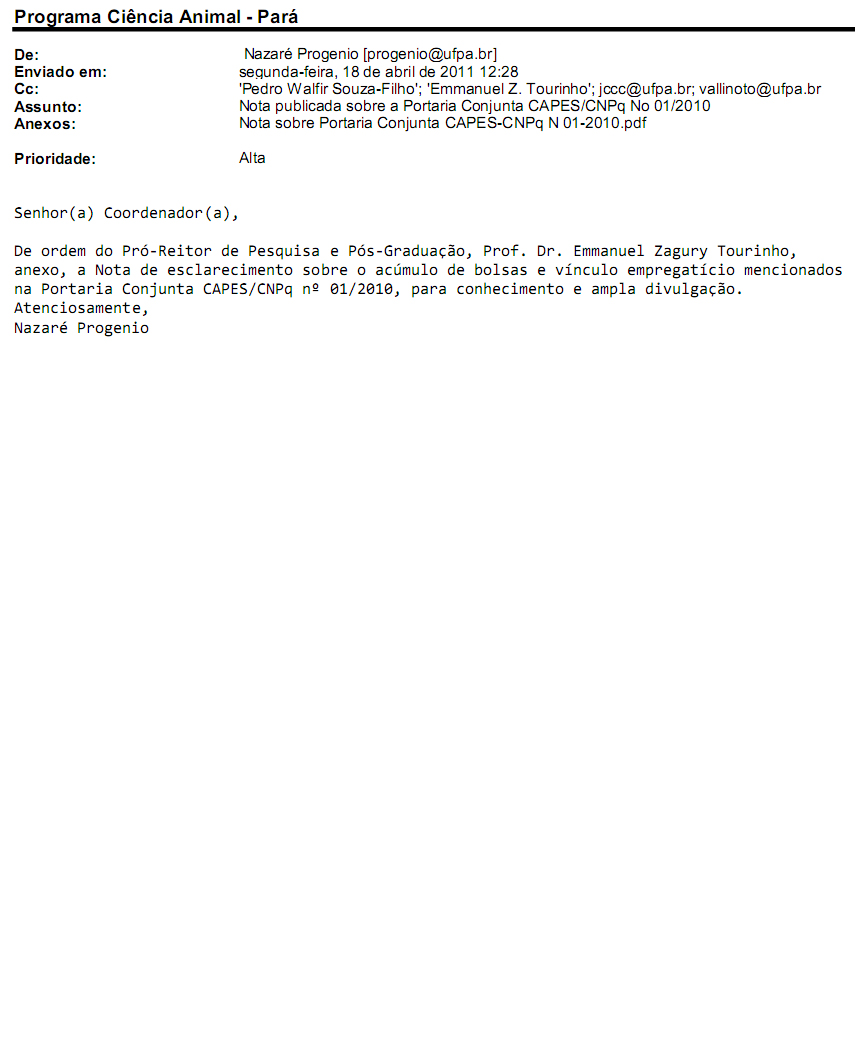 Programa Ciência Animal - Pará
De: Nazaré Progenio [progenio@ufpa.br]
Enviado em: segunda-feira, 18 de abril de 2011 12:28
Cc: 'Pedro Walfir Souza-Filho'; 'Emmanuel Z. Tourinho'; jccc@ufpa.br; vallinoto@ufpa.br
Assunto: Nota publicada sobre a Portaria Conjunta CAPES/CNPq No 01/2010
Anexos: Nota sobre Portaria Conjunta CAPES-CNPq N 01-2010.pdf
Prioridade: Alta
Senhor(a) Coordenador(a),
De ordem do Pró-Reitor de Pesquisa e Pós-Graduação, Prof. Dr. Emmanuel Zagury Tourinho,
anexo, a Nota de esclarecimento sobre o acúmulo de bolsas e vínculo empregatício mencionados
na Portaria Conjunta CAPES/CNPq nº 01/2010, para conhecimento e ampla divulgação.
Atenciosamente,
Nazaré Progenio